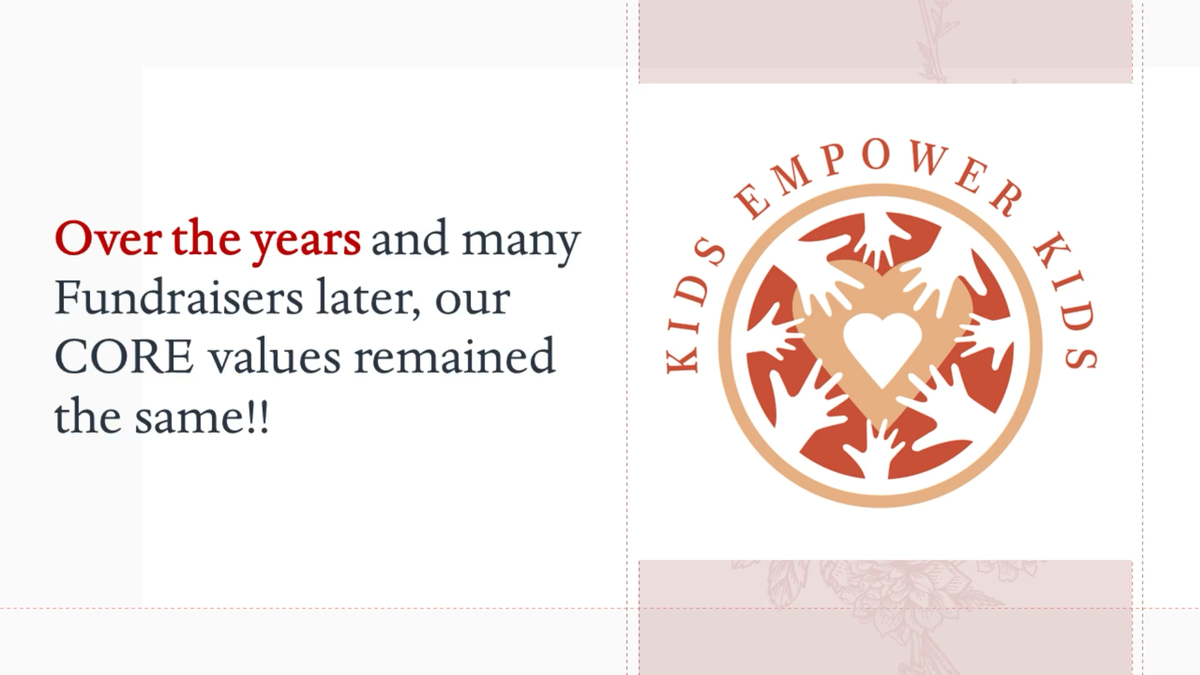 Over the years and many
Fundraisers later, our
CORE values remained
the same!!
KIDS EMPOWER KIDS